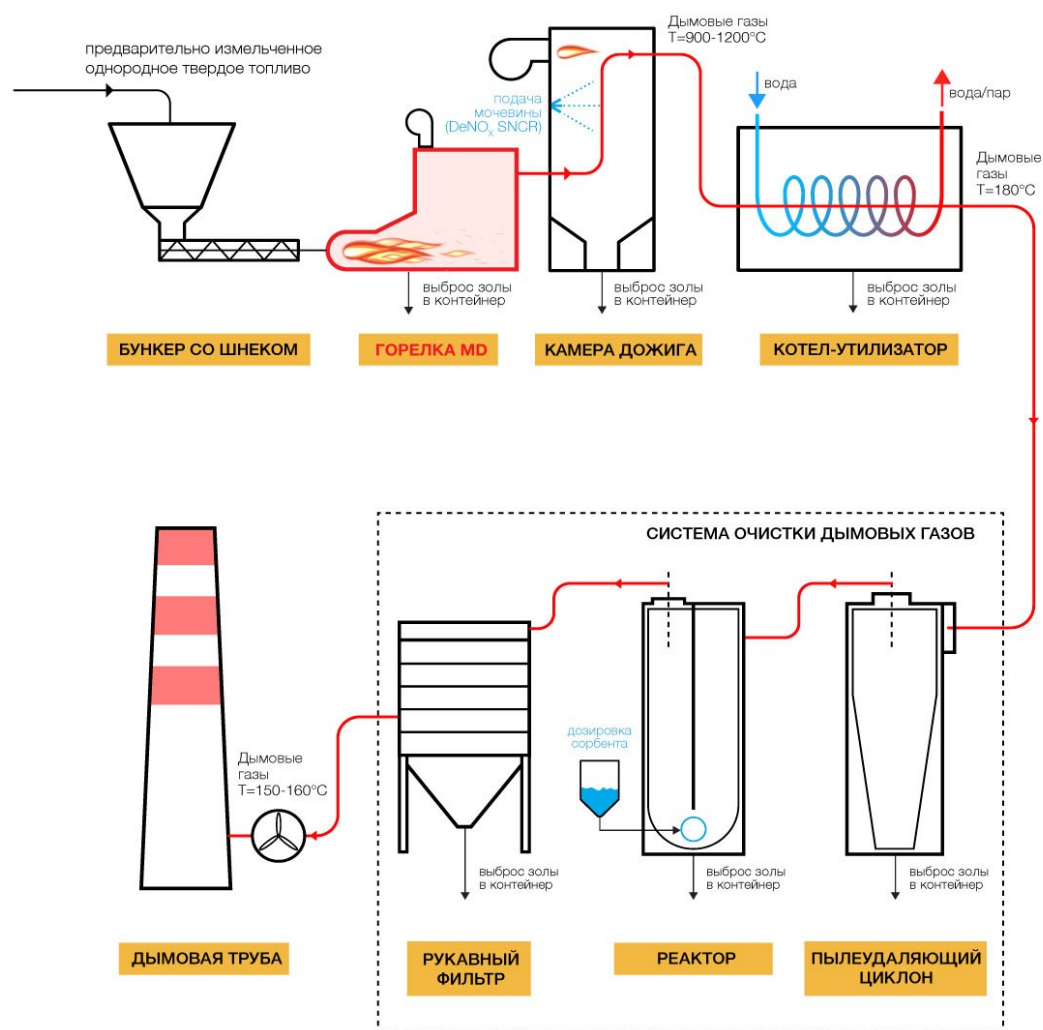 предварительно измельченное
однородное твердое топливо
Дымовые газы
T=900-1200°C
подача
мочевины
(DeNOx SNCR)
вода
вода/пар
Дымовые
газы
T=180°C
выброс золы
в контейнер
выброс золы
в контейнер
выброс золы
в контейнер
БУНКЕР СО ШНЕКОМ
ГОРЕЛКА MD
КАМЕРА ДОЖИГА
КОТЕЛ-УТИЛИЗАТОР
СИСТЕМА ОЧИСТКИ ДЫМОВЫХ ГАЗОВ
дозировка
сорбента
Дымовые
газы
T=150-160°C
выброс золы
в контейнер
выброс золы
в контейнер
выброс золы
в контейнер
ДЫМОВАЯ ТРУБА
РУКАВНЫЙ
ФИЛЬТР
РЕАКТОР
ПЫЛЕУДАЛЯЮЩИЙ
ЦИКЛОН